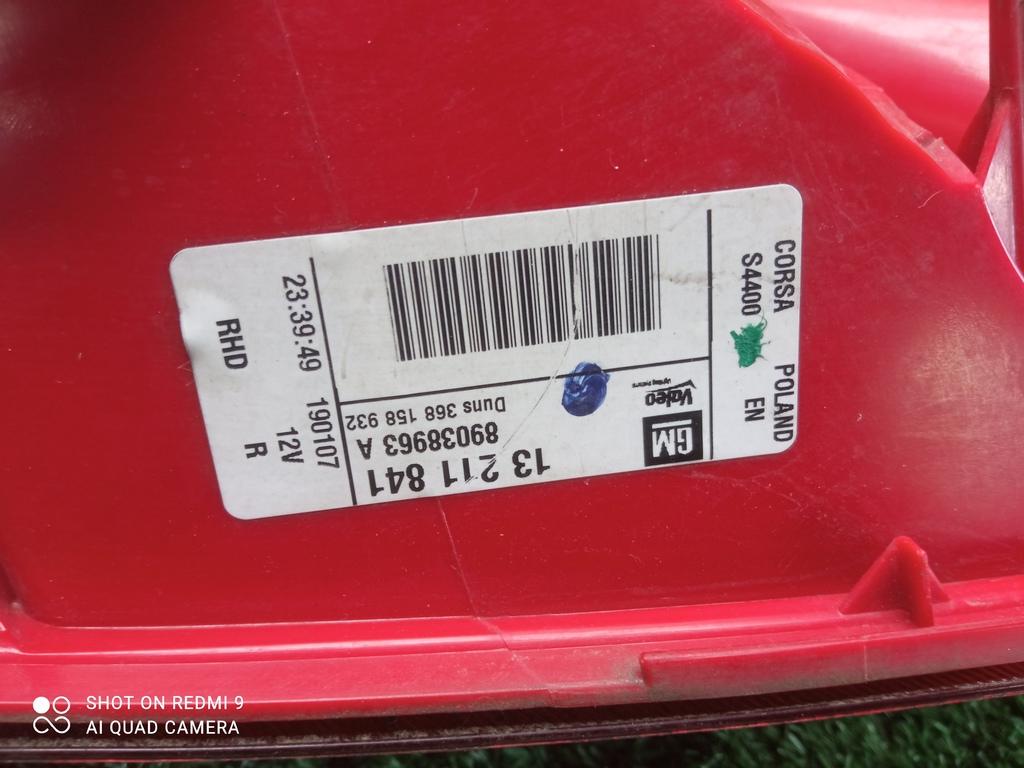 CORSA POLAND
S4400 EN
GM
Valeo
13 211 841
89038963 A
Duns 368 158 932
23:39:49 190107
12V
RHD R
SHOT ON REDMI 9
AI QUAD CAMERA